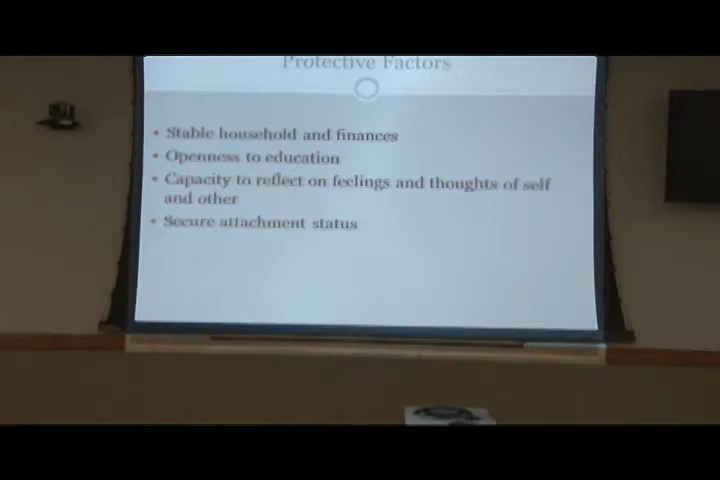 Protective Factors
• Stable household and finances
• Openness to education
• Capacity to reflect on feelings and thoughts of self
and other
• Secure attachment status